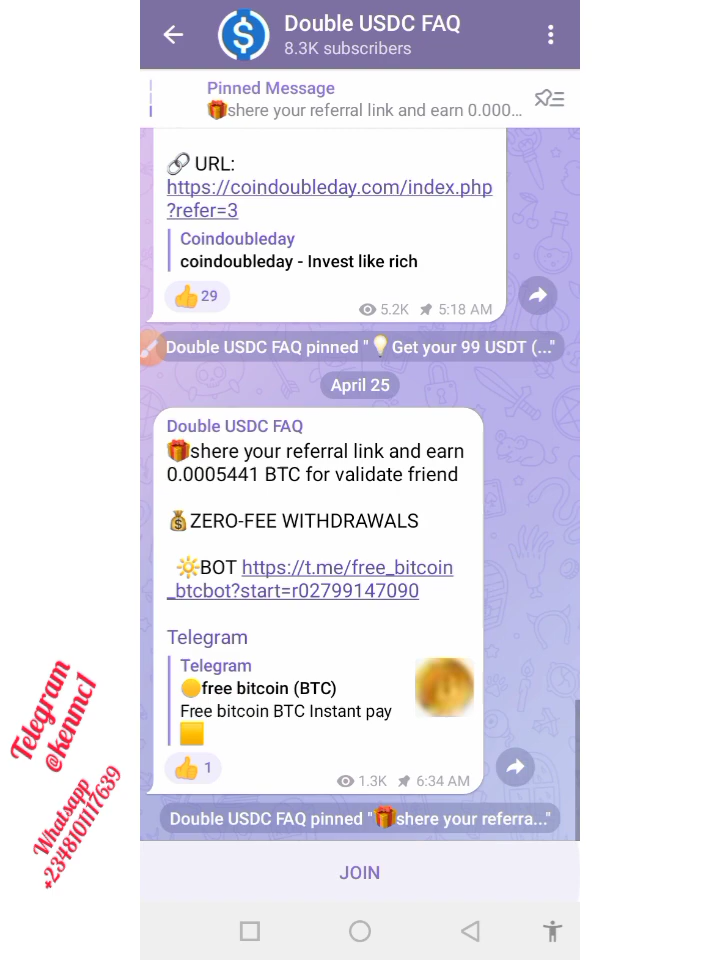 Double USDC FAQ
8.3K subscribers
Pinned Message
🎁shere your referral link and earn 0.000...
🔗 URL:
https://coindoubleday.com/index.php
?refer=3
Coindoubleday
coindoubleday - Invest like rich
👍 29
5.2K 5:18 AM
Double USDC FAQ pinned "💡Get your 99 USDT (..."
April 25
Double USDC FAQ
🎁shere your referral link and earn
0.0005441 BTC for validate friend
💰ZERO-FEE WITHDRAWALS
☀️BOT https://t.me/free_bitcoin
_btcbot?start=r02799147090
Telegram
Telegram
🟡free bitcoin (BTC)
Free bitcoin BTC Instant pay
🟨
👍 1
1.3K 6:34 AM
Double USDC FAQ pinned "🎁shere your referra..."
JOIN
Telegram
@kenmc1
Whatsapp
+2348101117639